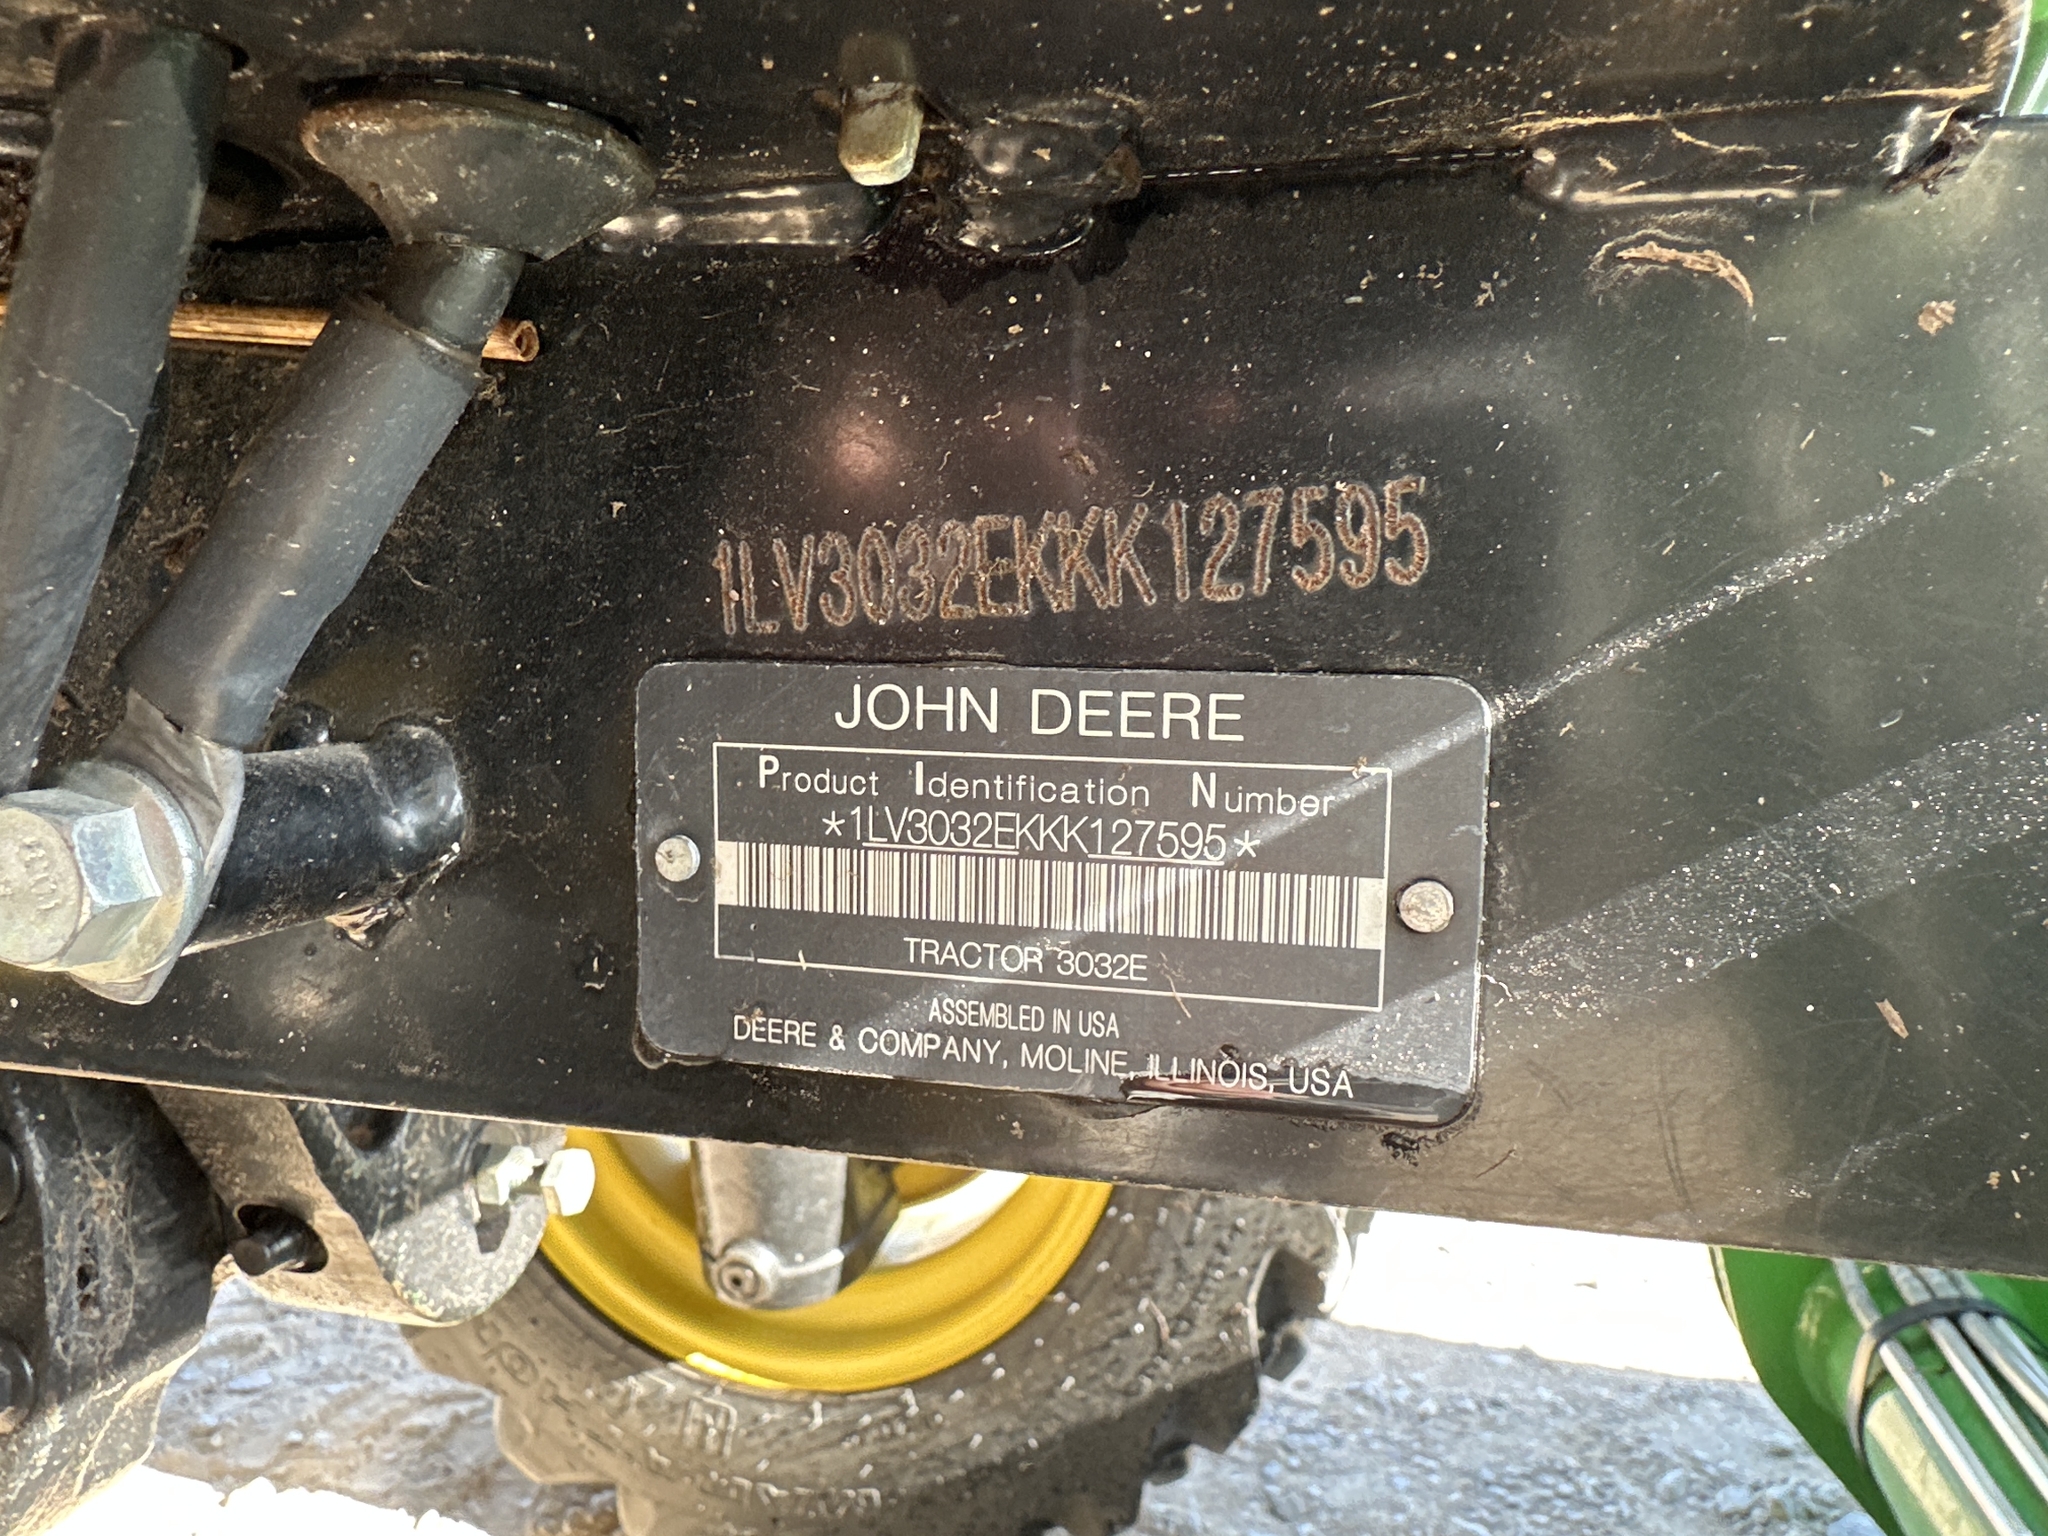 1LV3032EKKK127595
JOHN DEERE
Product Identification Number
*1LV3032EKKK127595*
TRACTOR 3032E
ASSEMBLED IN USA
DEERE & COMPANY, MOLINE, ILLINOIS, USA